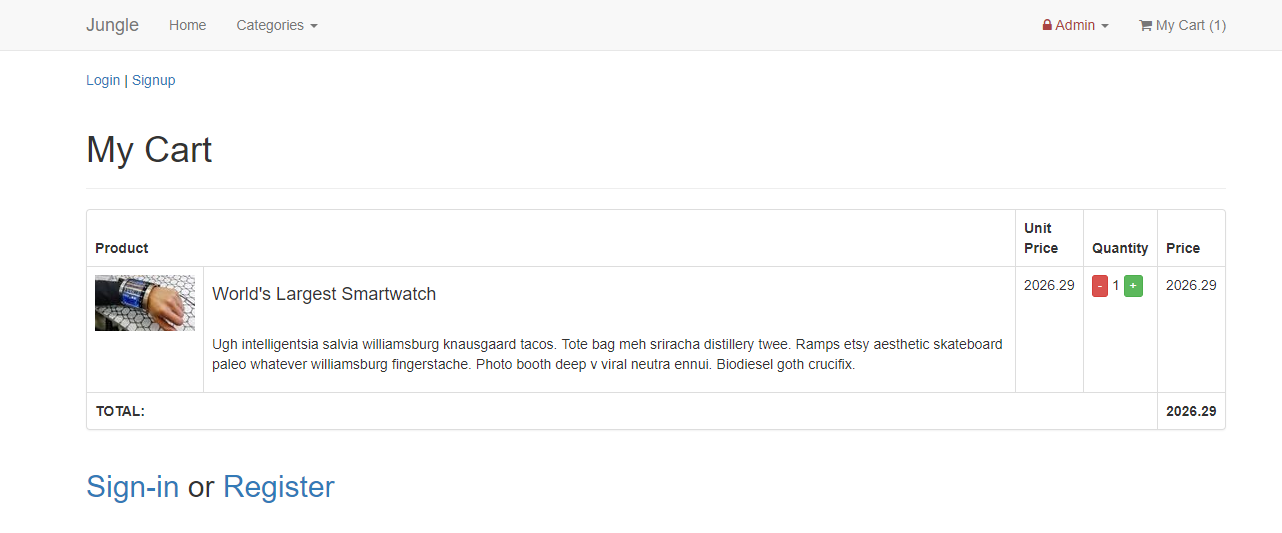 Jungle Home Categories Admin My Cart (1)
Login | Signup
My Cart
Product Unit Price Quantity Price
World's Largest Smartwatch 2026.29 - 1 + 2026.29
Ugh intelligentsia salvia williamsburg knausgaard tacos. Tote bag meh sriracha distillery twee. Ramps etsy aesthetic skateboard
paleo whatever williamsburg fingerstache. Photo booth deep v viral neutra ennui. Biodiesel goth crucifix.
TOTAL: 2026.29
Sign-in or Register